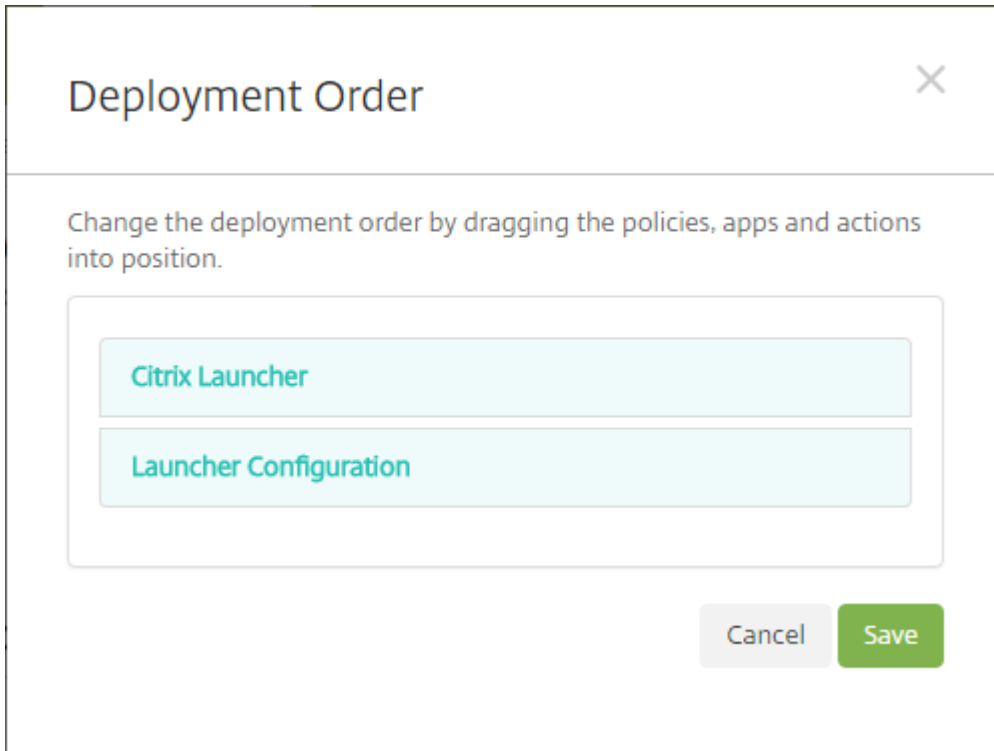 Deployment Order
Change the deployment order by dragging the policies, apps and actions
into position.
Citrix Launcher
Launcher Configuration
Cancel
Save